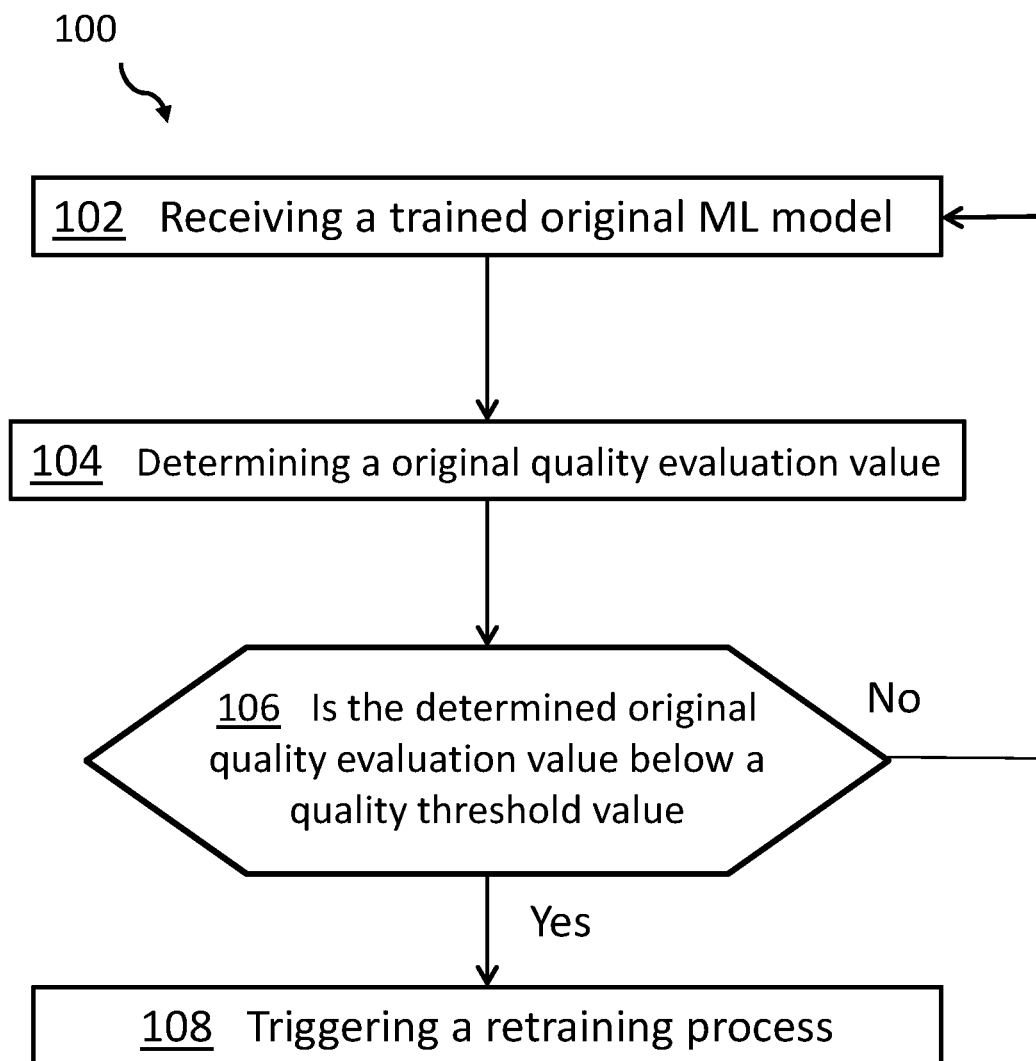 100
102 Receiving a trained original ML model
104 Determining a original quality evaluation value
106 Is the determined original
quality evaluation value below a
quality threshold value
No
Yes
108 Triggering a retraining process